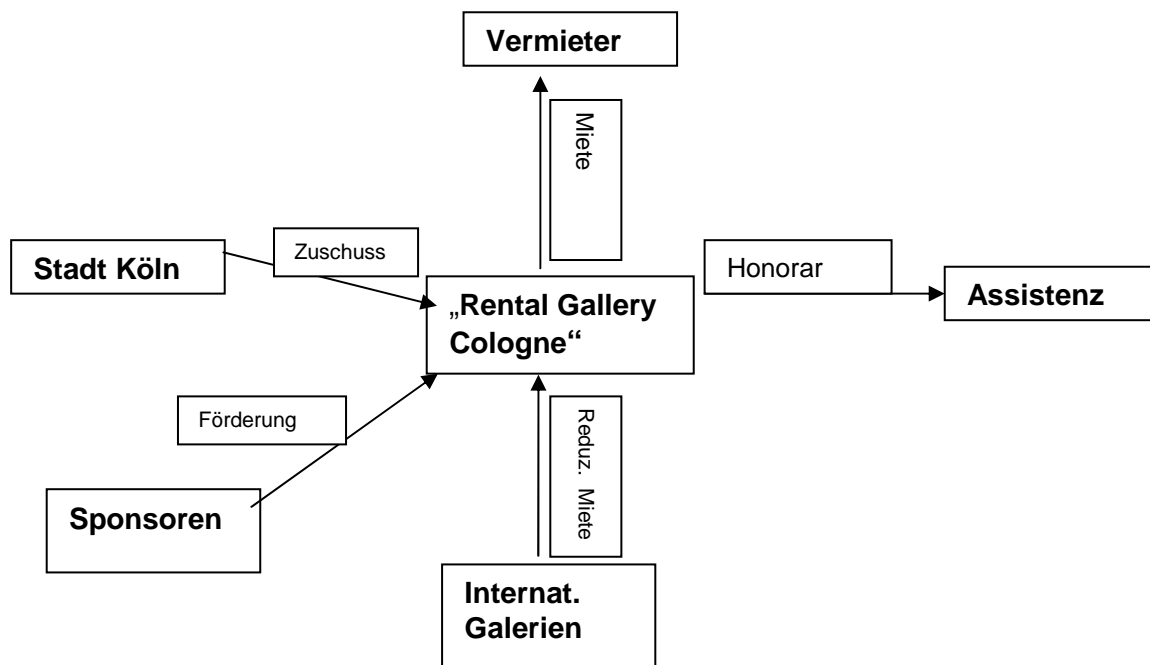 Vermieter
Miete
Stadt Köln
Zuschuss
Honorar
Assistenz
„Rental Gallery
Cologne“
Förderung
Reduz. Miete
Sponsoren
Internat.
Galerien